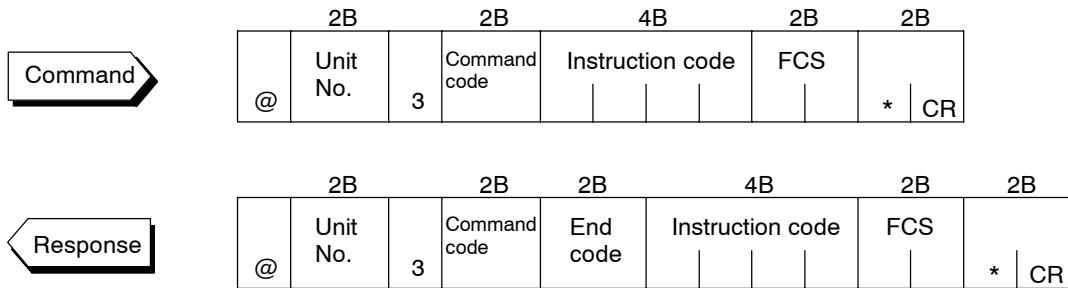 2B 2B 4B 2B 2B
Command
@ Unit No. 3 Command code Instruction code FCS * CR
2B 2B 2B 4B 2B 2B
Response
@ Unit No. 3 Command code End code Instruction code FCS * CR